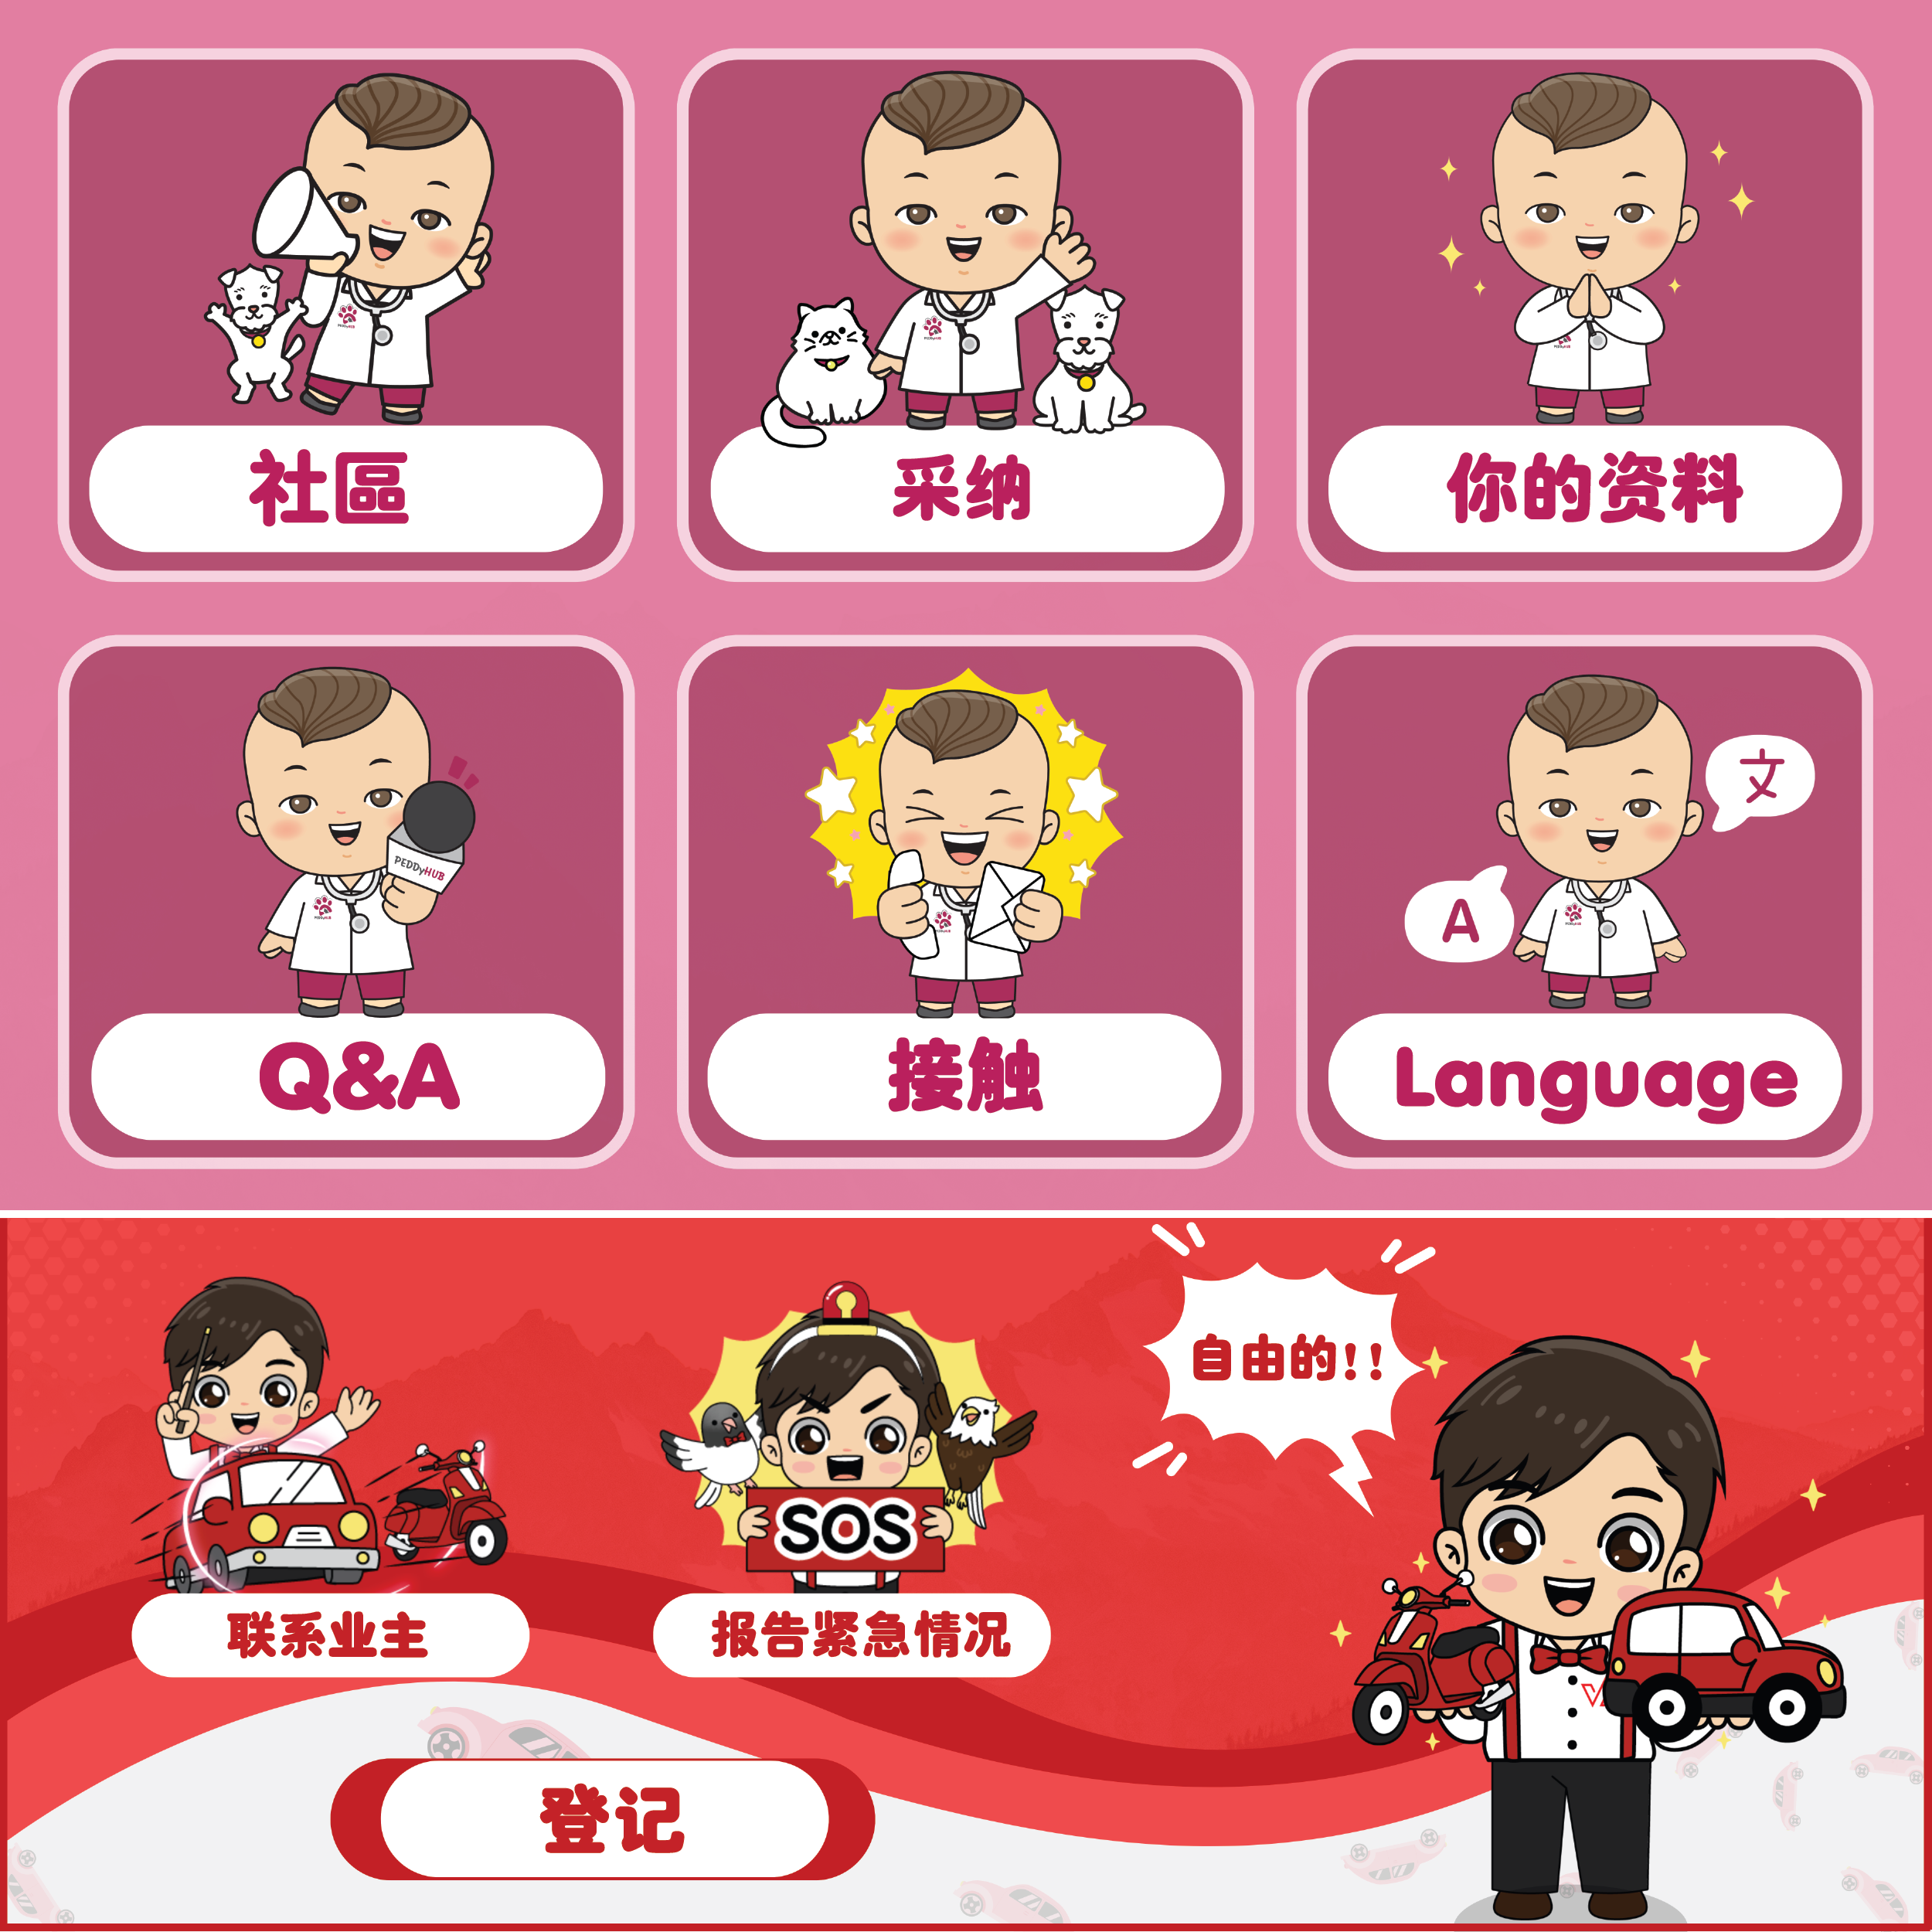 社區
采纳
你的资料
PEDDyHUB
文
A
Q&A
接触
Language
自由的!!
SOS
联系业主
报告紧急情况
登记